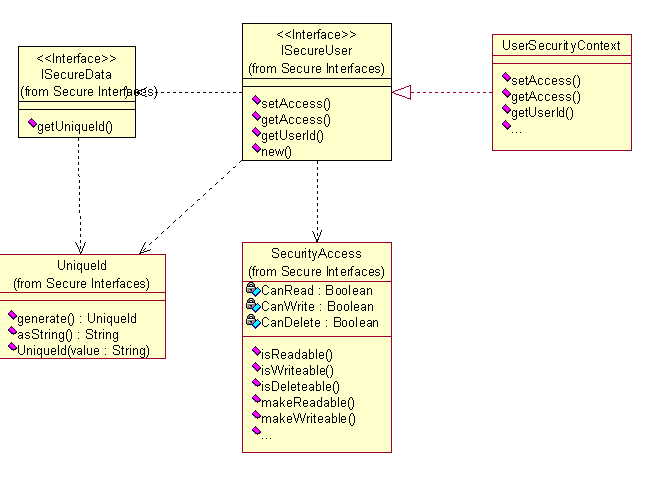 <<Interface>>
ISecureData
(from Secure Interfaces)
getUniqueId()
<<Interface>>
ISecureUser
(from Secure Interfaces)
setAccess()
getAccess()
getUserId()
new()
UserSecurityContext
setAccess()
getAccess()
getUserId()
...
UniqueId
(from Secure Interfaces)
generate() : UniqueId
asString() : String
UniqueId(value : String)
SecurityAccess
(from Secure Interfaces)
CanRead : Boolean
CanWrite : Boolean
CanDelete : Boolean
isReadable()
isWriteable()
isDeleteable()
makeReadable()
makeWriteable()
...